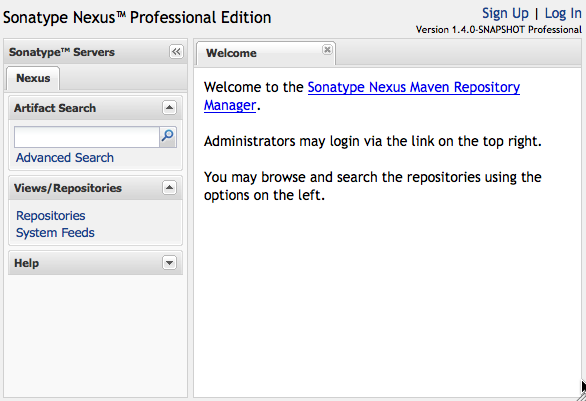 Sonatype Nexus™ Professional Edition
Sign Up | Log In
Version 1.4.0-SNAPSHOT Professional
Sonatype™ Servers
Nexus
Artifact Search
Advanced Search
Views/Repositories
Repositories
System Feeds
Help
Welcome
Welcome to the Sonatype Nexus Maven Repository
Manager.
Administrators may login via the link on the top right.
You may browse and search the repositories using the
options on the left.